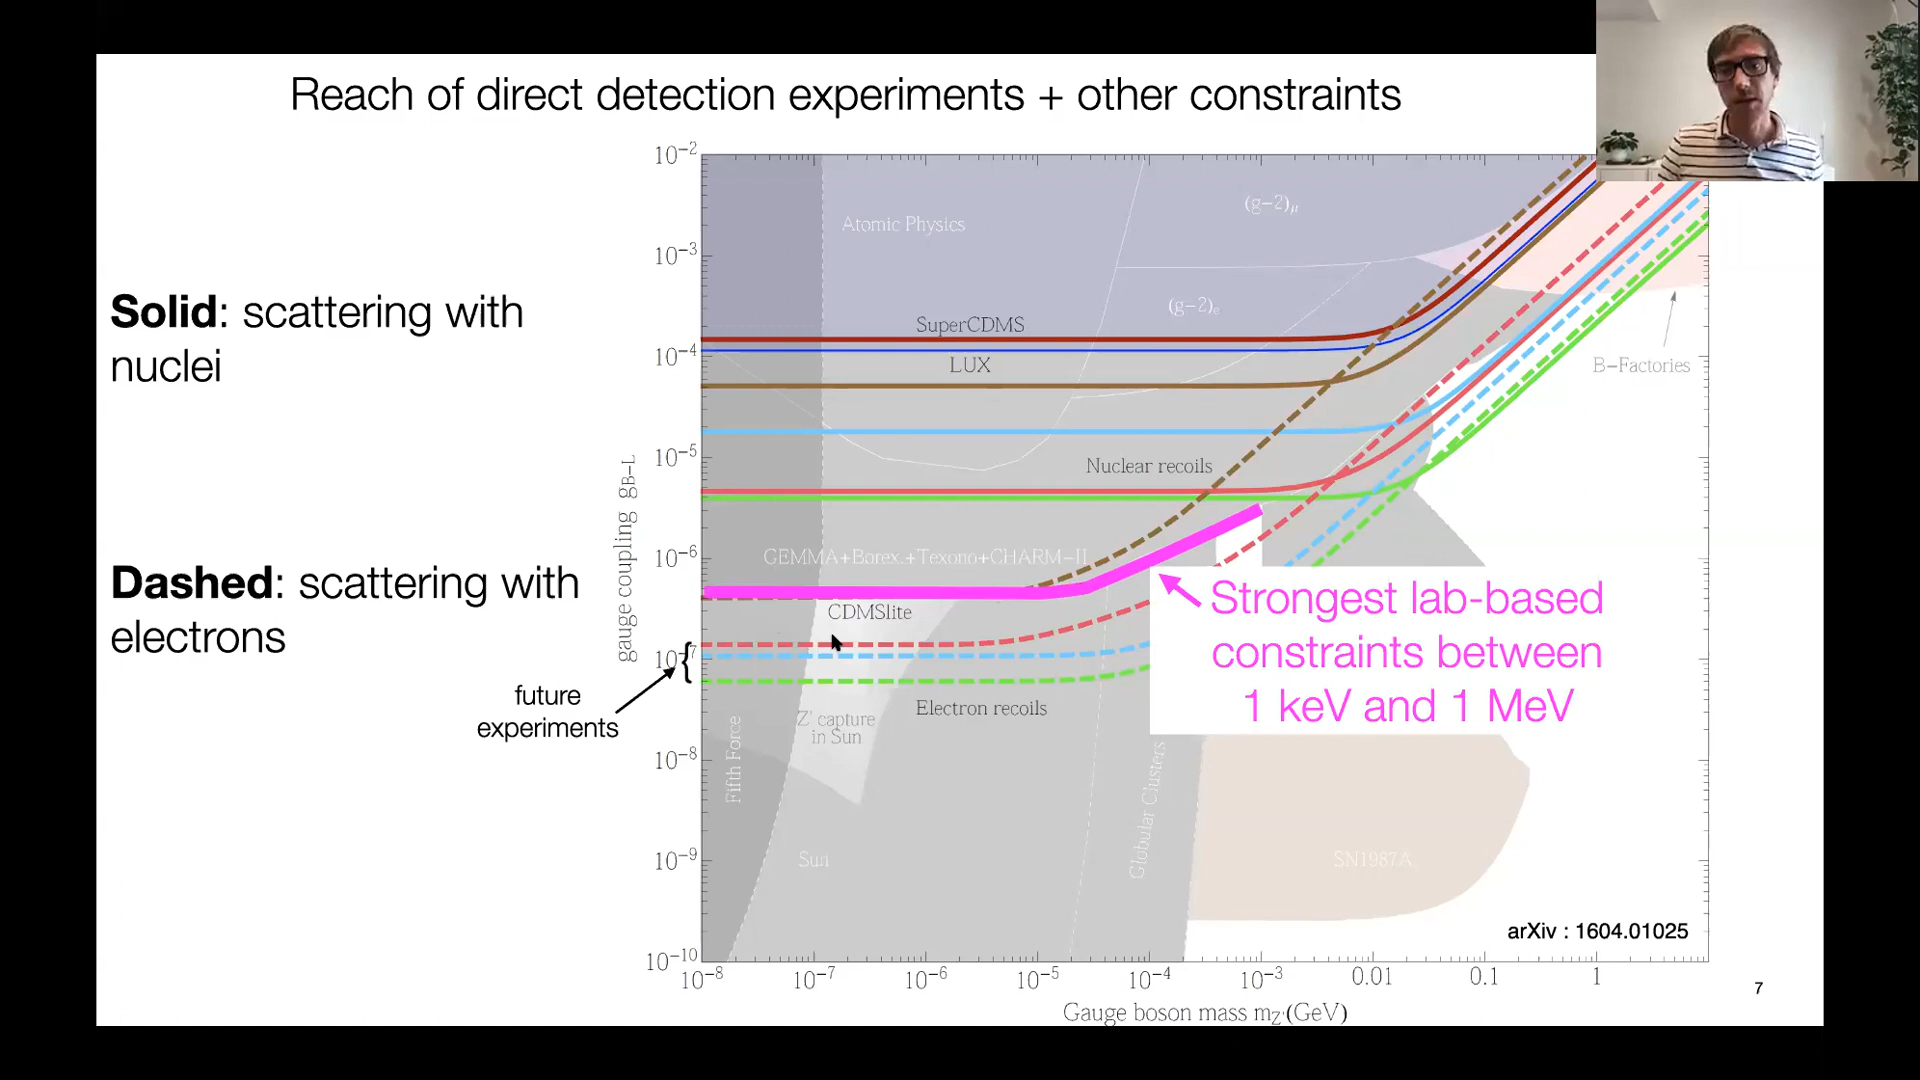 Reach of direct detection experiments + other constraints
Solid: scattering with
nuclei
Dashed: scattering with
electrons
future
experiments
gauge coupling g_B-L
10^-2
10^-3
10^-4
10^-5
10^-6
10^-7
10^-8
10^-9
10^-10
Atomic Physics
(g-2)_μ
(g-2)_e
SuperCDMS
LUX
B-Factories
Nuclear recoils
GEMMA+Borex.+Texono+CHARM-II
CDMSlite
Strongest lab-based
constraints between
1 keV and 1 MeV
Electron recoils
Z' capture
in Sun
Fifth Force
Globular Clusters
Sun
SN1987A
arXiv : 1604.01025
10^-8
10^-7
10^-6
10^-5
10^-4
10^-3
0.01
0.1
1
Gauge boson mass m_Z' (GeV)
7